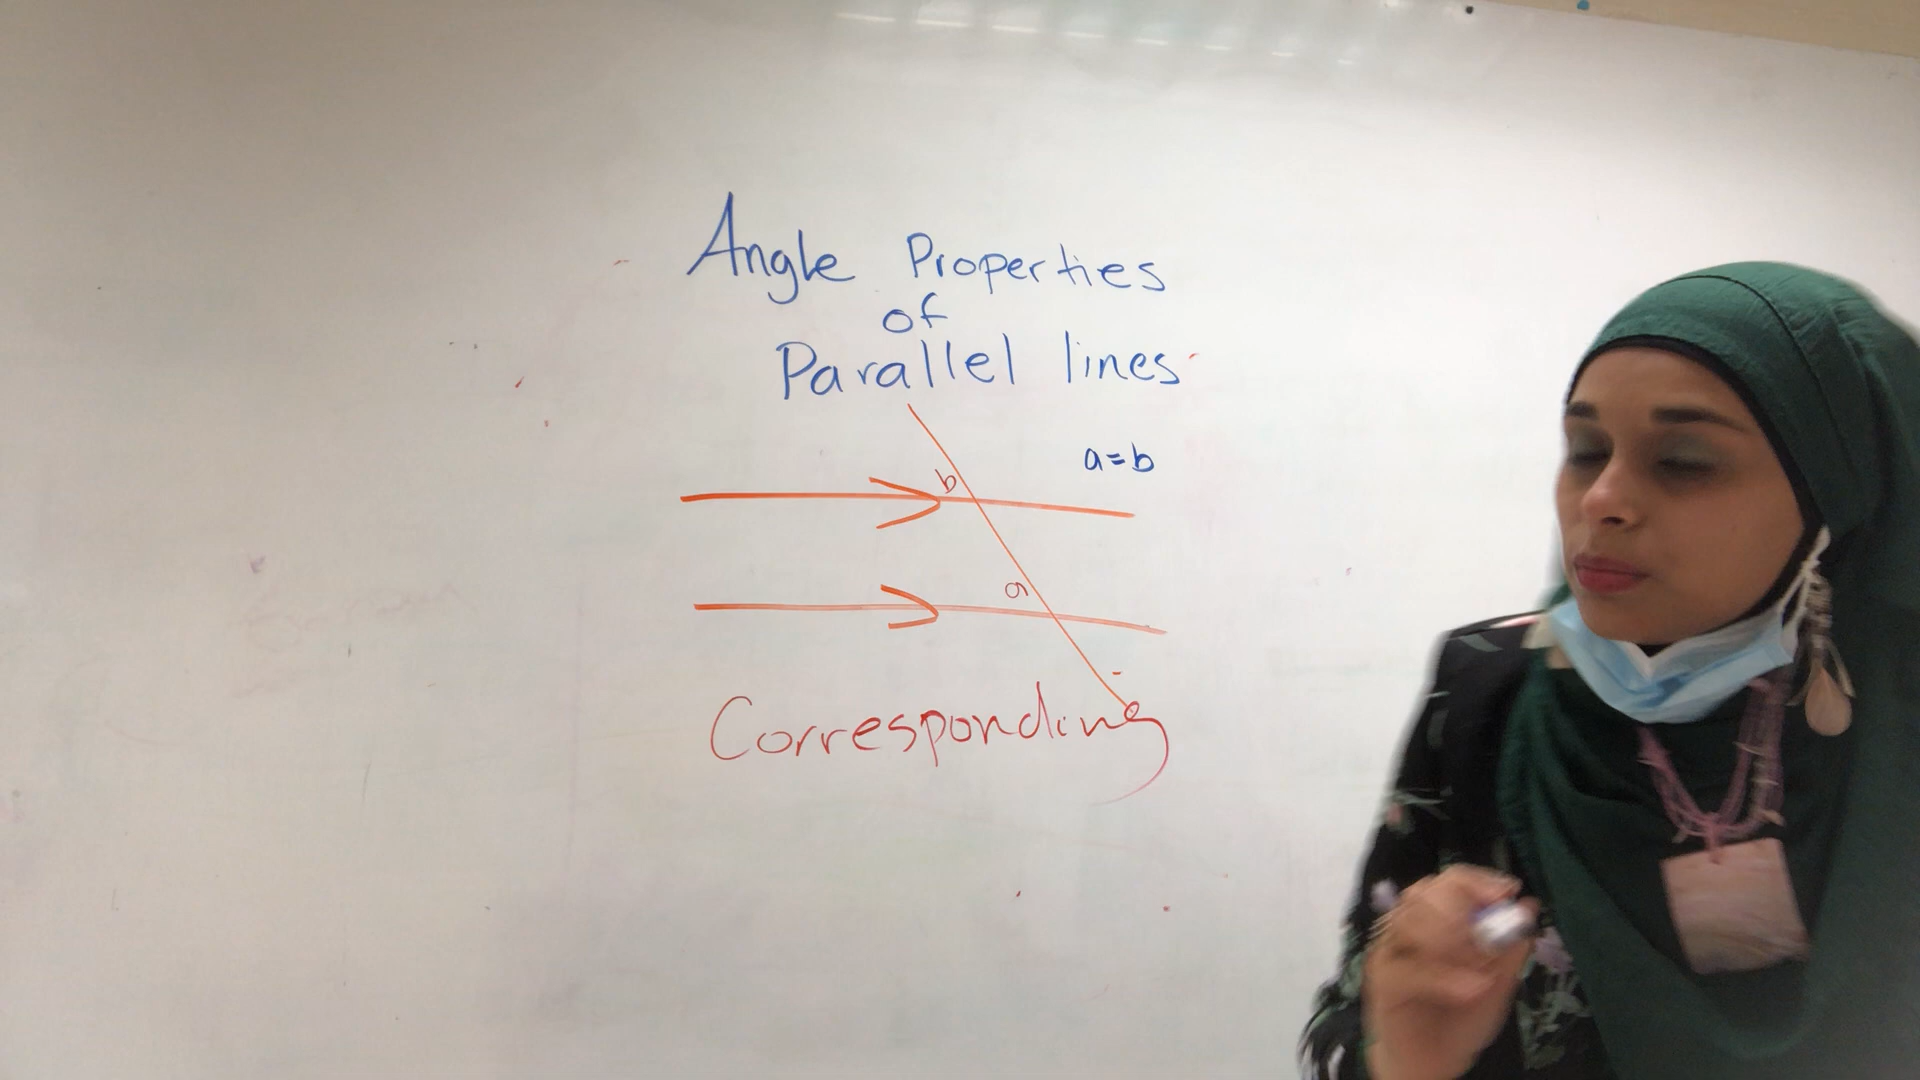 Angle Properties
of
Parallel lines
a=b
b
a
Corresponding